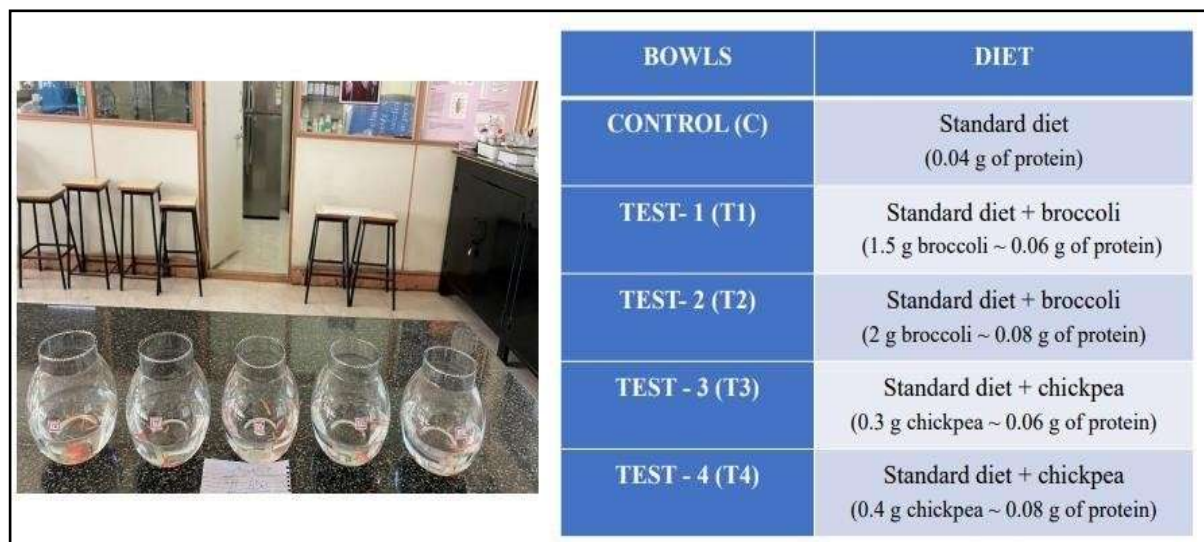 BOWLS
DIET
CONTROL (C)
Standard diet
(0.04 g of protein)
TEST- 1 (T1)
Standard diet + broccoli
(1.5 g broccoli ~ 0.06 g of protein)
TEST- 2 (T2)
Standard diet + broccoli
(2 g broccoli ~ 0.08 g of protein)
TEST - 3 (T3)
Standard diet + chickpea
(0.3 g chickpea ~ 0.06 g of protein)
TEST - 4 (T4)
Standard diet + chickpea
(0.4 g chickpea ~ 0.08 g of protein)